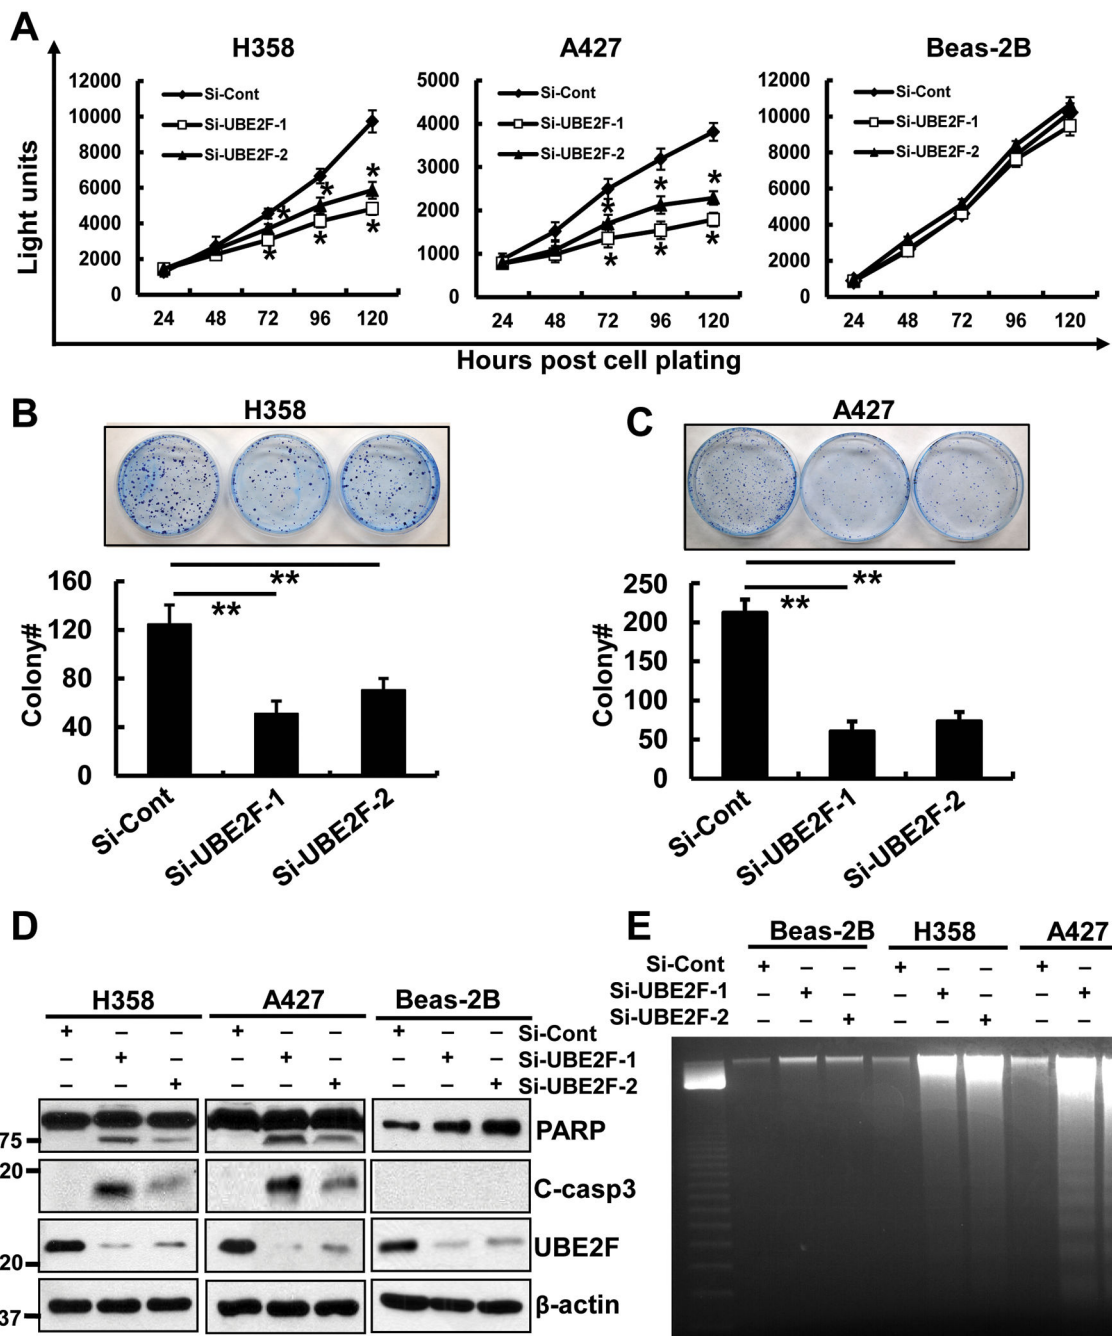 A
H358
A427
Beas-2B
Light units
12000
10000
8000
6000
4000
2000
0
Si-Cont
Si-UBE2F-1
Si-UBE2F-2
* * *
* * *
24 48 72 96 120
5000
4000
3000
2000
1000
0
Si-Cont
Si-UBE2F-1
Si-UBE2F-2
* * *
* * *
24 48 72 96 120
12000
10000
8000
6000
4000
2000
0
Si-Cont
Si-UBE2F-1
Si-UBE2F-2
24 48 72 96 120
Hours post cell plating
B
H358
Colony#
160
120
80
40
0
**
**
Si-Cont
Si-UBE2F-1
Si-UBE2F-2
C
A427
Colony#
250
200
150
100
50
0
**
**
Si-Cont
Si-UBE2F-1
Si-UBE2F-2
D
H358 A427 Beas-2B
+ – – + – – + – – Si-Cont
– + – – + – – + – Si-UBE2F-1
– – + – – + – – + Si-UBE2F-2
75 PARP
20 C-casp3
UBE2F
20
β-actin
37
E
Beas-2B H358 A427
Si-Cont + – – + – – + –
Si-UBE2F-1 – + – – + – – +
Si-UBE2F-2 – – + – – + – –